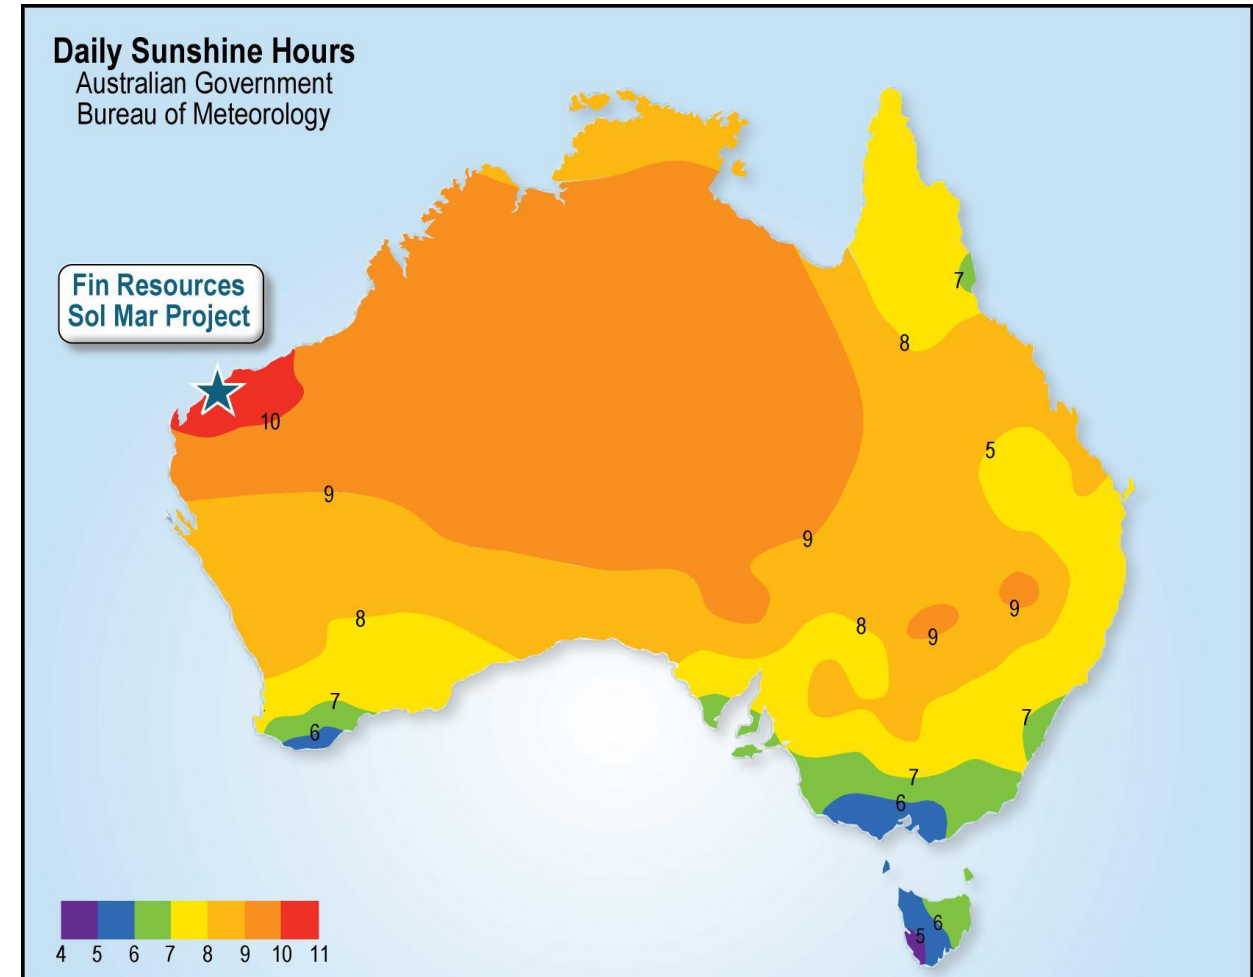 Daily Sunshine Hours
Australian Government
Bureau of Meteorology
Fin Resources
Sol Mar Project
7
8
10
5
9
9
9
8
8
9
7
7
6
7
6
6
5
4 5 6 7 8 9 10 11